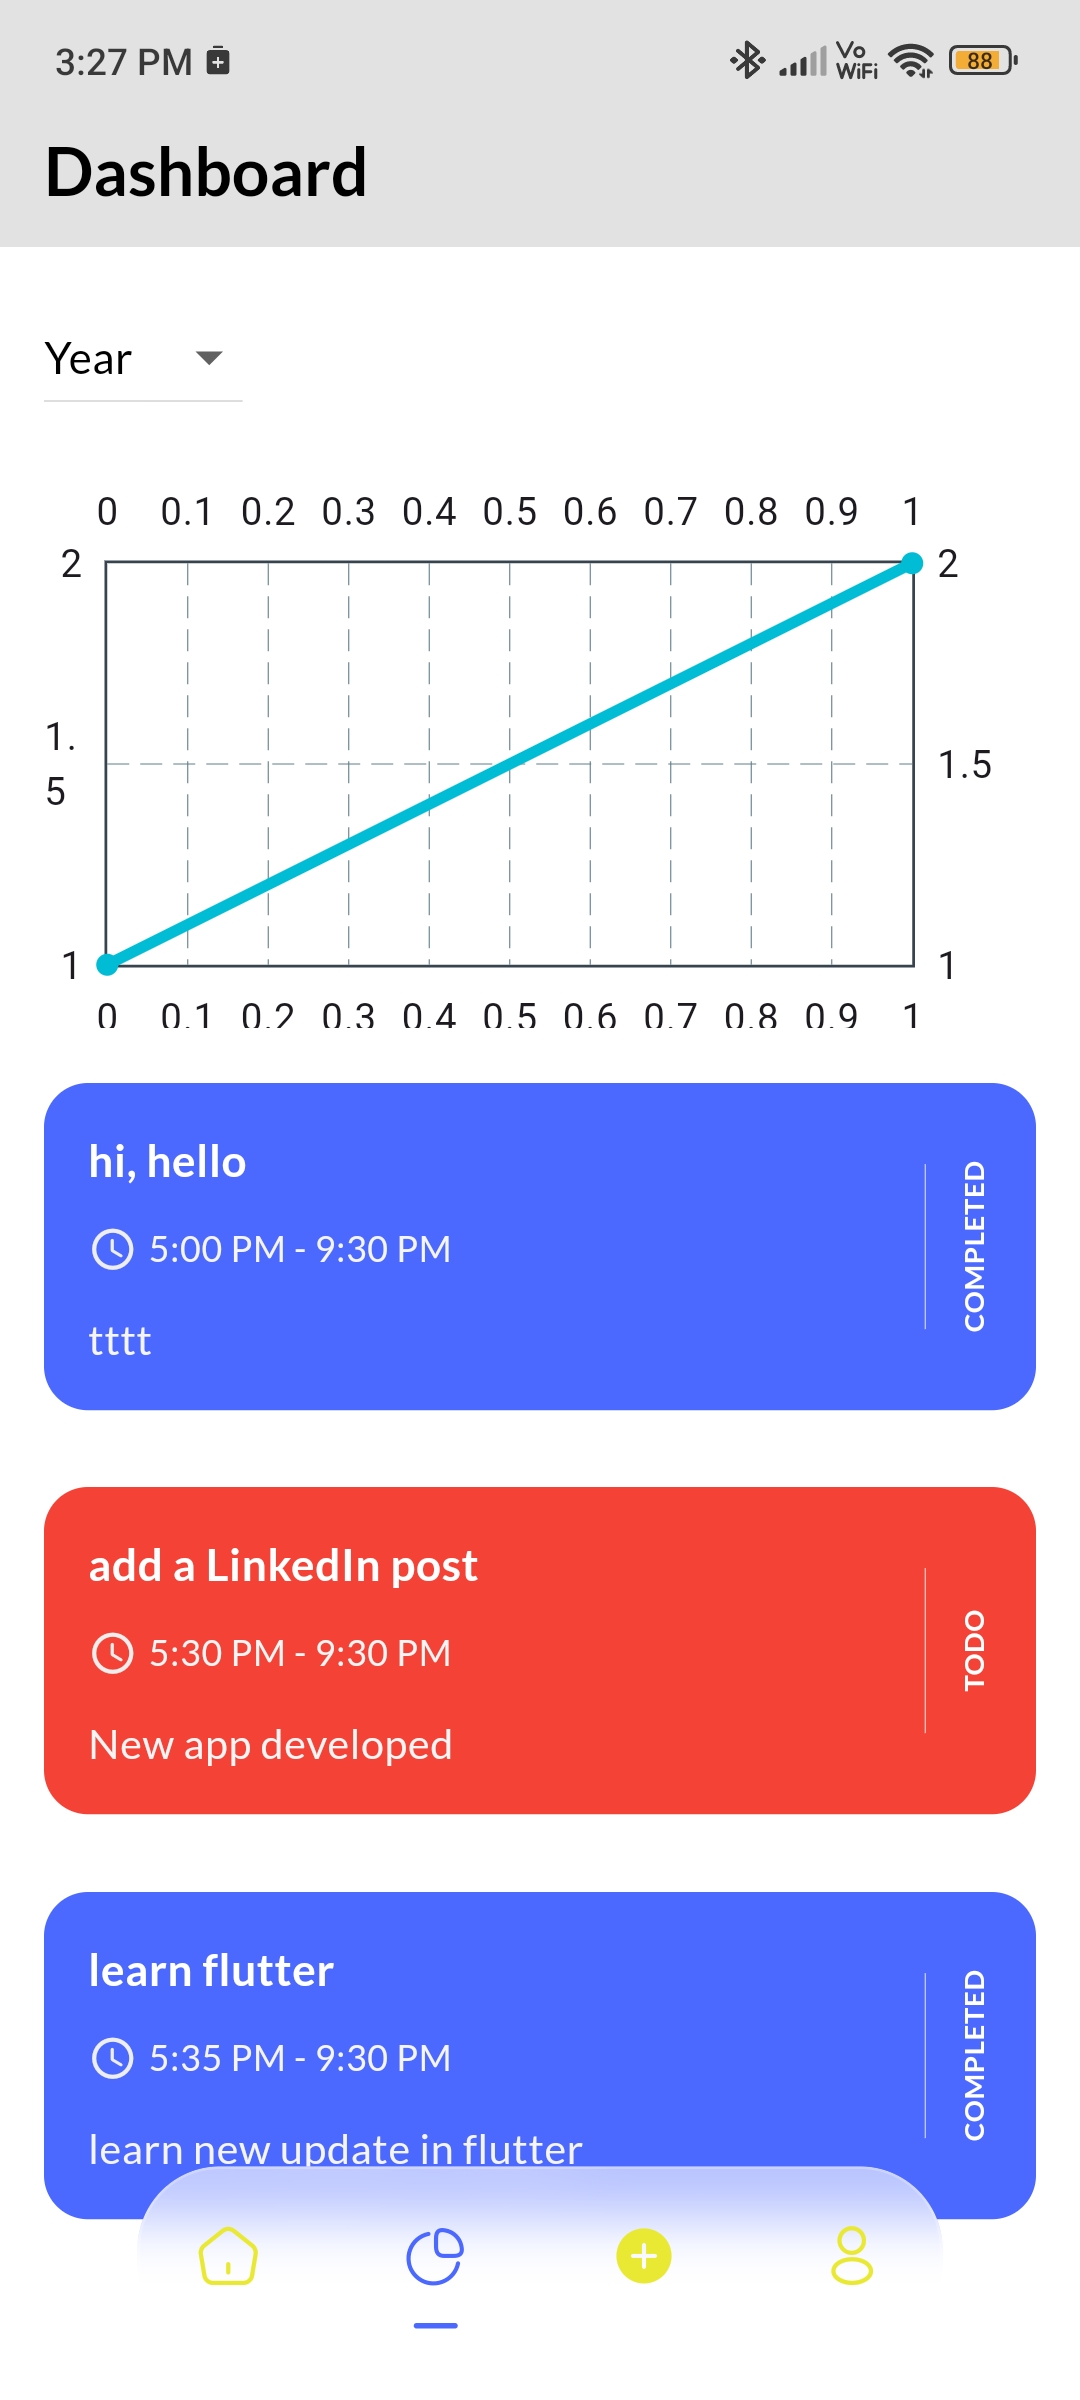 3:27 PM
Vo
WiFi
88
Dashboard
Year
0 0.1 0.2 0.3 0.4 0.5 0.6 0.7 0.8 0.9 1
2 2
1.
5
1.5
1 1
0 0.1 0.2 0.3 0.4 0.5 0.6 0.7 0.8 0.9 1
hi, hello
5:00 PM - 9:30 PM
tttt
COMPLETED
add a LinkedIn post
5:30 PM - 9:30 PM
New app developed
TODO
learn flutter
5:35 PM - 9:30 PM
learn new update in flutter
COMPLETED